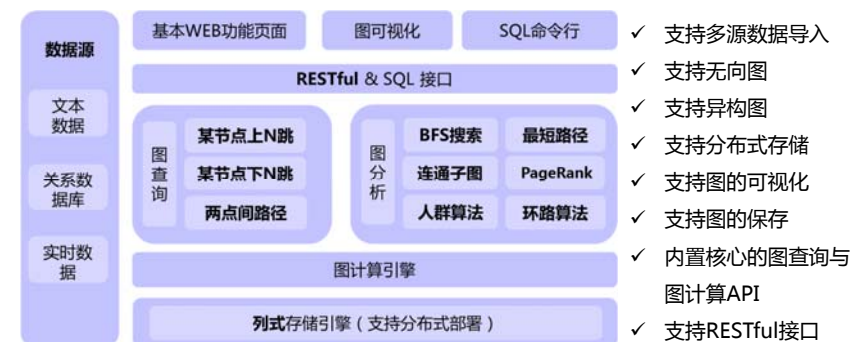 数据源
文本
数据
关系数
据库
实时数
据
基本WEB功能页面
图可视化
SQL命令行
RESTful & SQL 接口
图
查
询
某节点上N跳
某节点下N跳
两点间路径
图
分
析
BFS搜索
最短路径
连通子图
PageRank
人群算法
环路算法
图计算引擎
列式存储引擎（支持分布式部署）
✓ 支持多源数据导入
✓ 支持无向图
✓ 支持异构图
✓ 支持分布式存储
✓ 支持图的可视化
✓ 支持图的保存
✓ 内置核心的图查询与
图计算API
✓ 支持RESTful接口